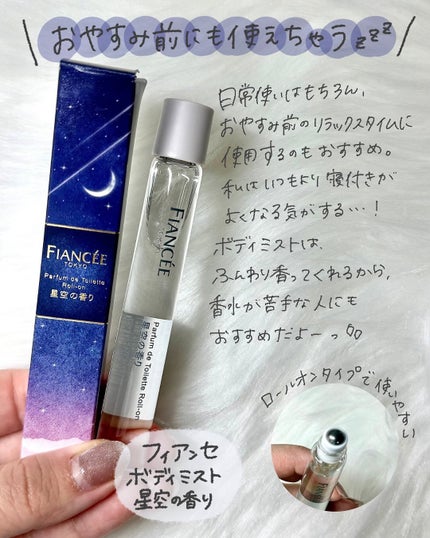 おやすみ前にも使えちゃうzzz
日常使いはもちろん、
おやすみ前のリラックスタイムに
使用するのもおすすめ。
私はいつもより寝付きが
よくなる気がする…!
ボディミストは、
ふんわり香ってくれるから、
香水が苦手な人にも
おすすめだよーっ
FIANCÉE
TOKYO
Parfum de Toilette
Roll-on
星空の香り
FIANCÉE
Parfum de Toilette Roll-on
星空の香り
ロールオンタイプで使いやすい
フィアンセ
ボディミスト
星空の香り